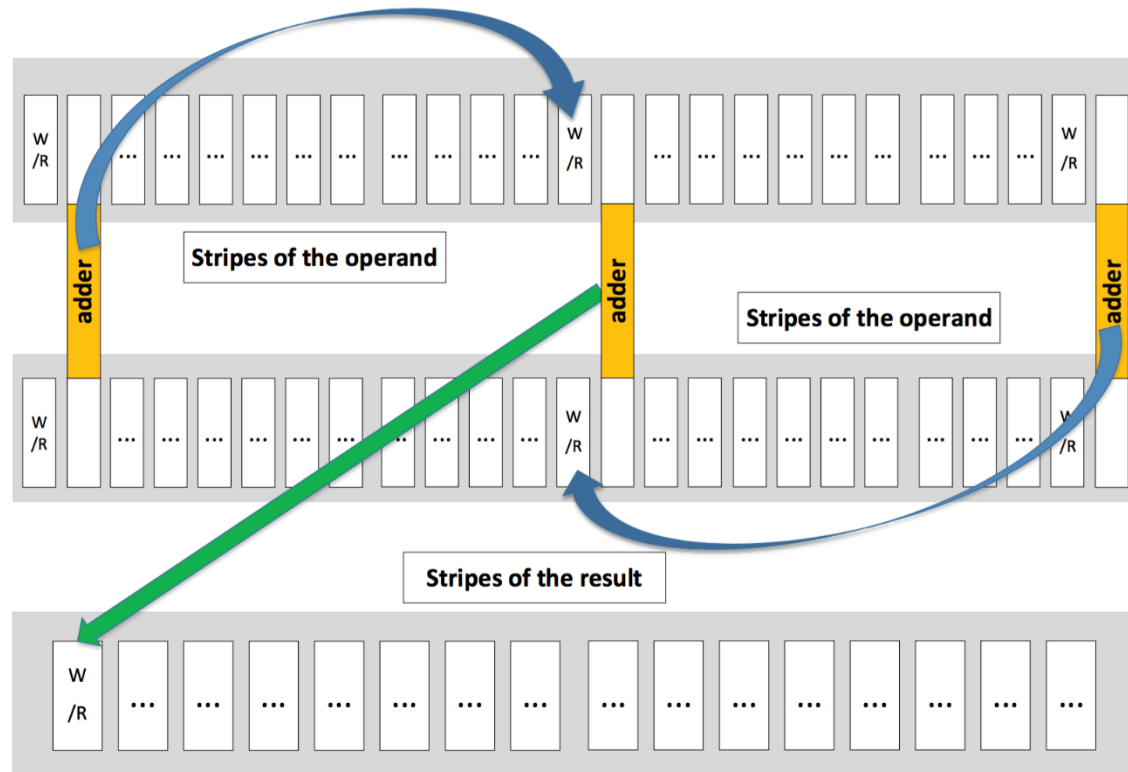 W ... ... ... ... ... ... ... ... ... ... W ... ... ... ... ... ... ... ... ... W
/R /R /R
Stripes of the operand
adder adder adder
Stripes of the operand
W ... ... ... ... ... ... ... ... ... ... W ... ... ... ... ... ... ... ... ... W
/R /R /R
Stripes of the result
W ... ... ... ... ... ... ... ... ... ... ... ... ... ... ...
/R